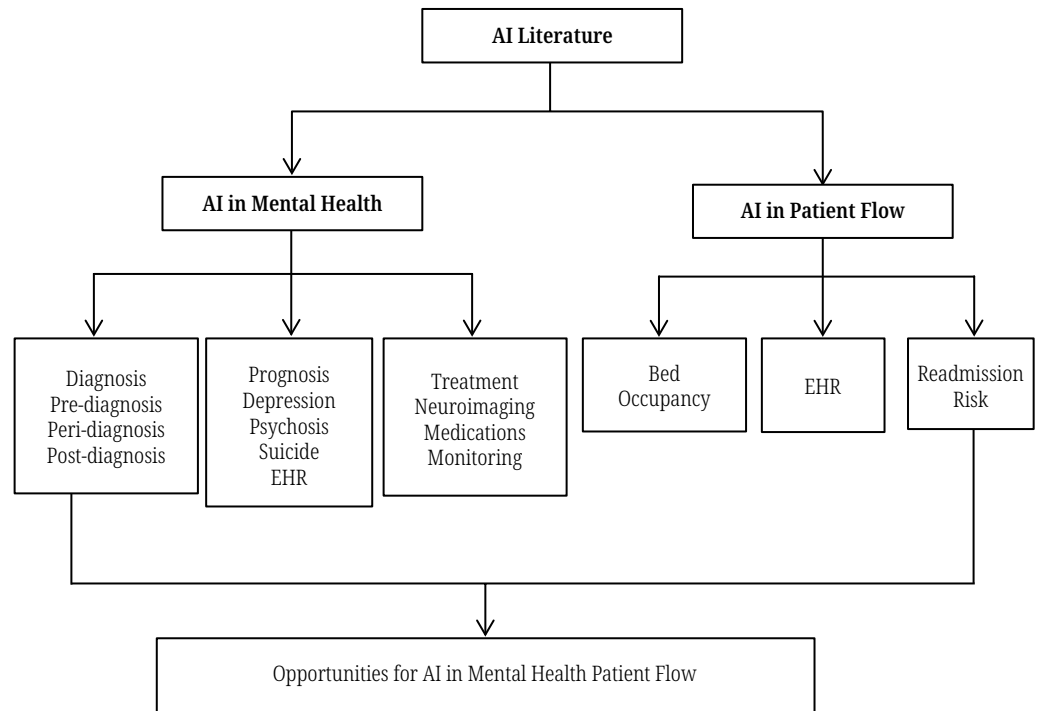 AI Literature
AI in Mental Health
AI in Patient Flow
Diagnosis
Pre-diagnosis
Peri-diagnosis
Post-diagnosis
Prognosis
Depression
Psychosis
Suicide
EHR
Treatment
Neuroimaging
Medications
Monitoring
Bed
Occupancy
EHR
Readmission
Risk
Opportunities for AI in Mental Health Patient Flow